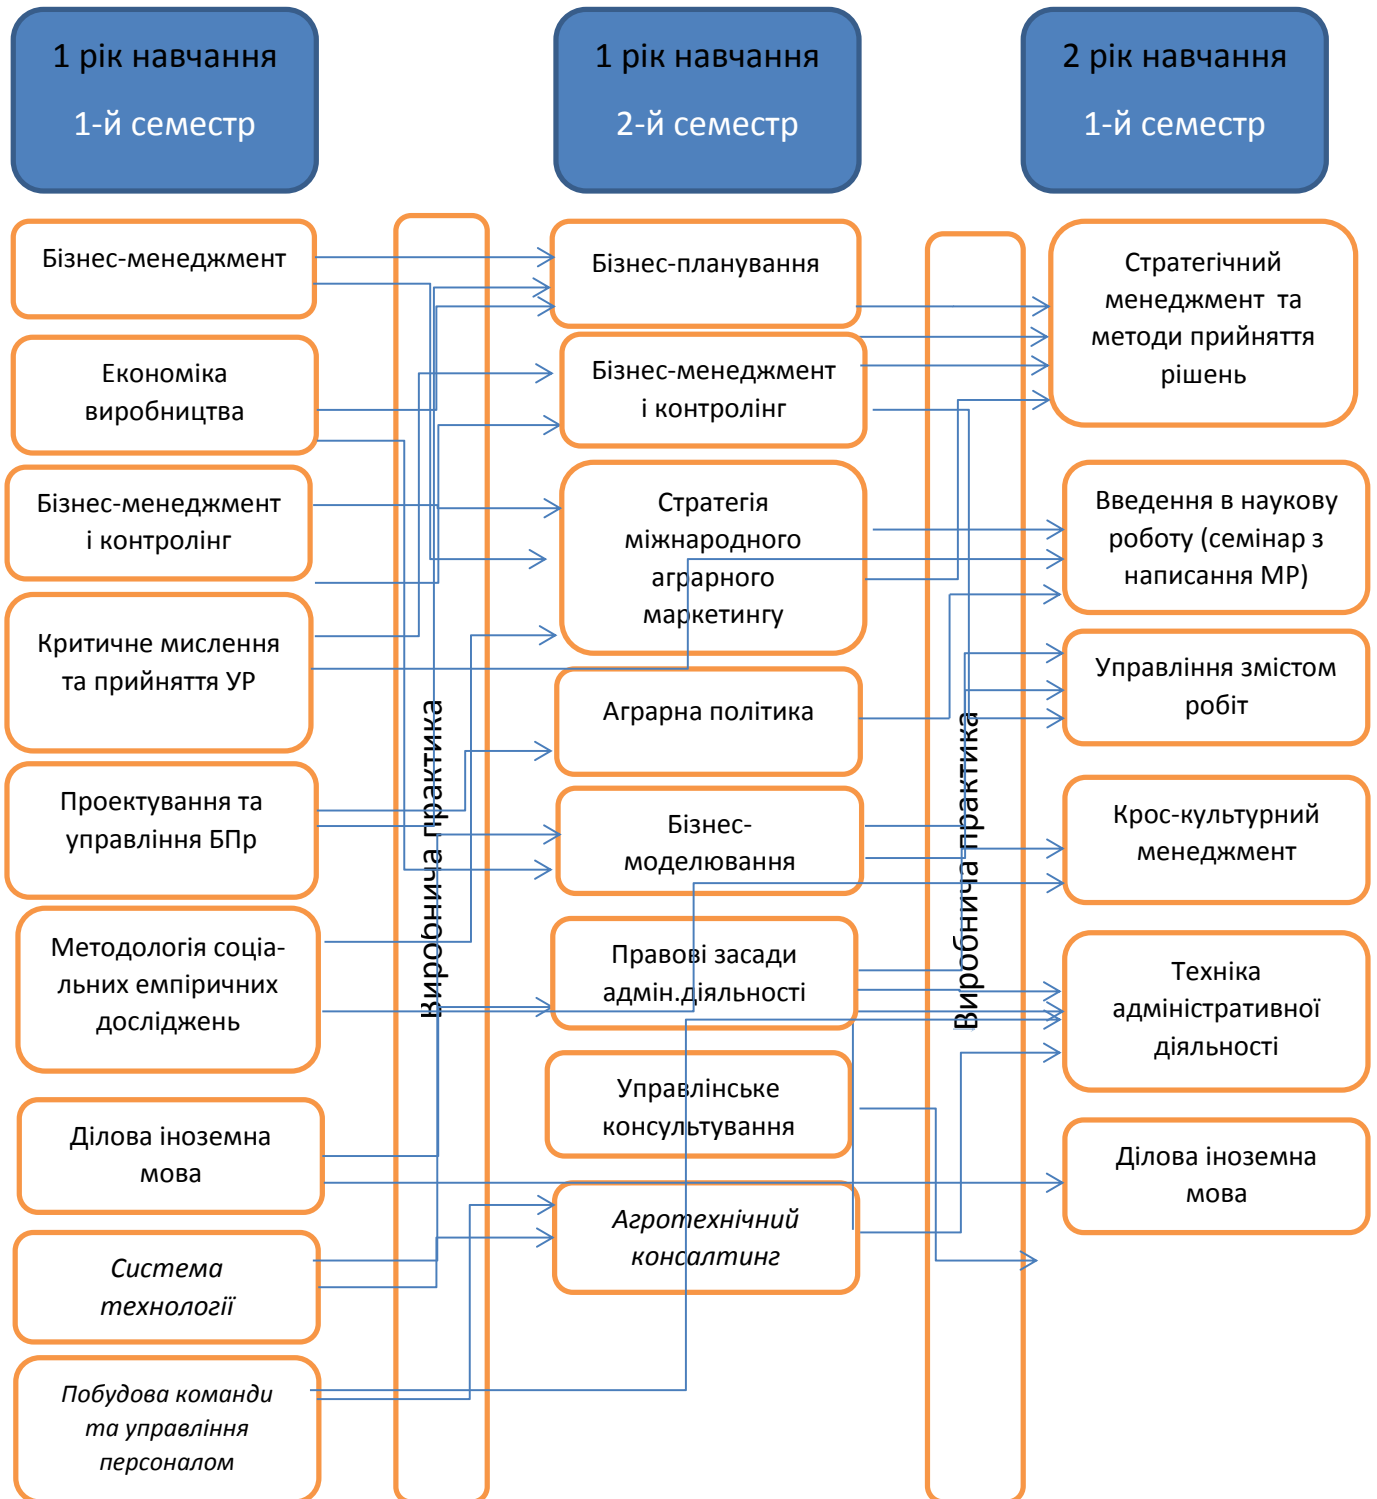 1 рік навчання
1-й семестр
1 рік навчання
2-й семестр
2 рік навчання
1-й семестр
Бізнес-менеджмент
Економіка
виробництва
Бізнес-менеджмент
і контролінг
Критичне мислення
та прийняття УР
Проектування та
управління БПр
Методологія соціа-
льних емпіричних
досліджень
Ділова іноземна
мова
Система
технології
Побудова команди
та управління
персоналом
Виробнича практика
Бізнес-планування
Бізнес-менеджмент
і контролінг
Стратегія
міжнародного
аграрного
маркетингу
Аграрна політика
Бізнес-
моделювання
Правові засади
адмін.діяльності
Управлінське
консультування
Агротехнічний
консалтинг
Виробнича практика
Стратегічний
менеджмент та
методи прийняття
рішень
Введення в наукову
роботу (семінар з
написання МР)
Управління змістом
робіт
Крос-культурний
менеджмент
Техніка
адміністративної
діяльності
Ділова іноземна
мова